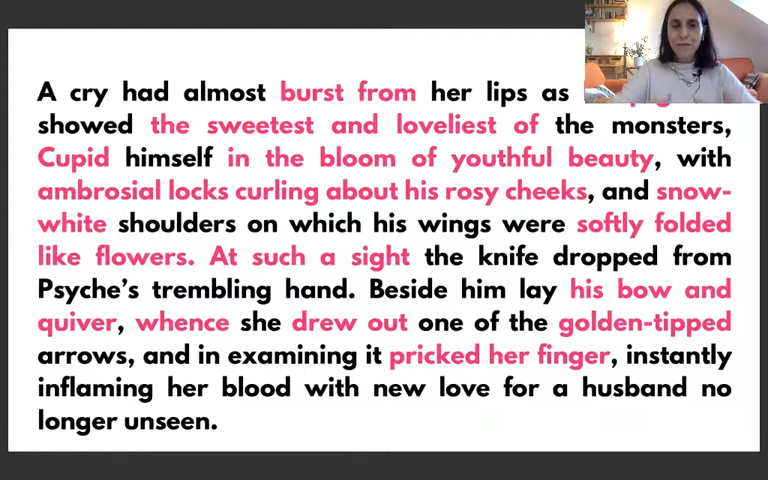 A cry had almost burst from her lips as
showed the sweetest and loveliest of the monsters,
Cupid himself in the bloom of youthful beauty, with
ambrosial locks curling about his rosy cheeks, and snow-
white shoulders on which his wings were softly folded
like flowers. At such a sight the knife dropped from
Psyche's trembling hand. Beside him lay his bow and
quiver, whence she drew out one of the golden-tipped
arrows, and in examining it pricked her finger, instantly
inflaming her blood with new love for a husband no
longer unseen.